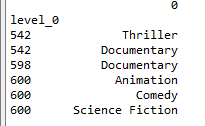 0
level_0
542 Thriller
542 Documentary
598 Documentary
600 Animation
600 Comedy
600 Science Fiction